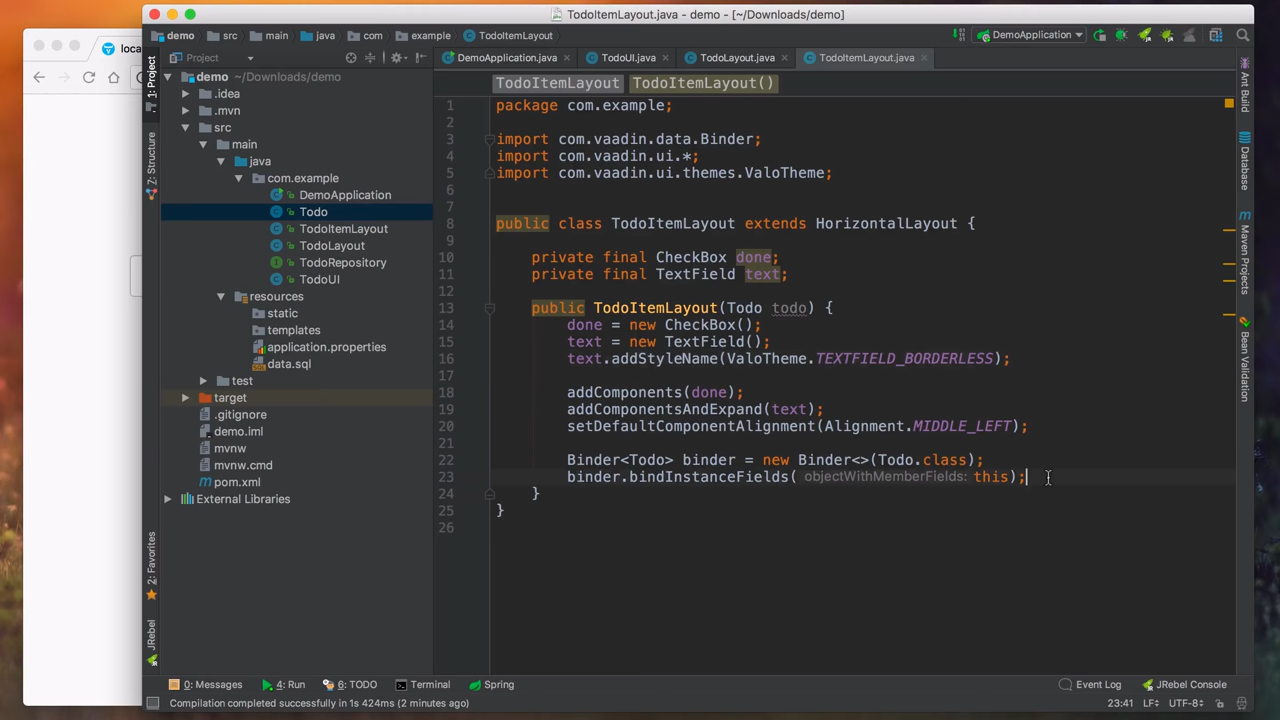 TodoItemLayout.java - demo - [~/Downloads/demo]
loca
demo src main java com example TodoItemLayout DemoApplication
Project
DemoApplication.java TodoUI.java TodoLayout.java TodoItemLayout.java
TodoItemLayout TodoItemLayout()
1: Project
7: Structure
2: Favorites
JRebel
demo ~/Downloads/demo
.idea
.mvn
src
main
java
com.example
DemoApplication
Todo
TodoItemLayout
TodoLayout
TodoRepository
TodoUI
resources
static
templates
application.properties
data.sql
test
target
.gitignore
demo.iml
mvnw
mvnw.cmd
pom.xml
External Libraries
1 package com.example;
2
3 import com.vaadin.data.Binder;
4 import com.vaadin.ui.*;
5 import com.vaadin.ui.themes.ValoTheme;
6
7
8 public class TodoItemLayout extends HorizontalLayout {
9
10 private final CheckBox done;
11 private final TextField text;
12
13 public TodoItemLayout(Todo todo) {
14 done = new CheckBox();
15 text = new TextField();
16 text.addStyleName(ValoTheme.TEXTFIELD_BORDERLESS);
17
18 addComponents(done);
19 addComponentsAndExpand(text);
20 setDefaultComponentAlignment(Alignment.MIDDLE_LEFT);
21
22 Binder<Todo> binder = new Binder<>(Todo.class);
23 binder.bindInstanceFields( objectWithMemberFields: this);
24 }
25 }
26
Ant Build
Database
Maven Projects
Bean Validation
0: Messages 4: Run 6: TODO Terminal Spring Event Log JRebel Console
Compilation completed successfully in 1s 424ms (2 minutes ago) 23:41 LF UTF-8